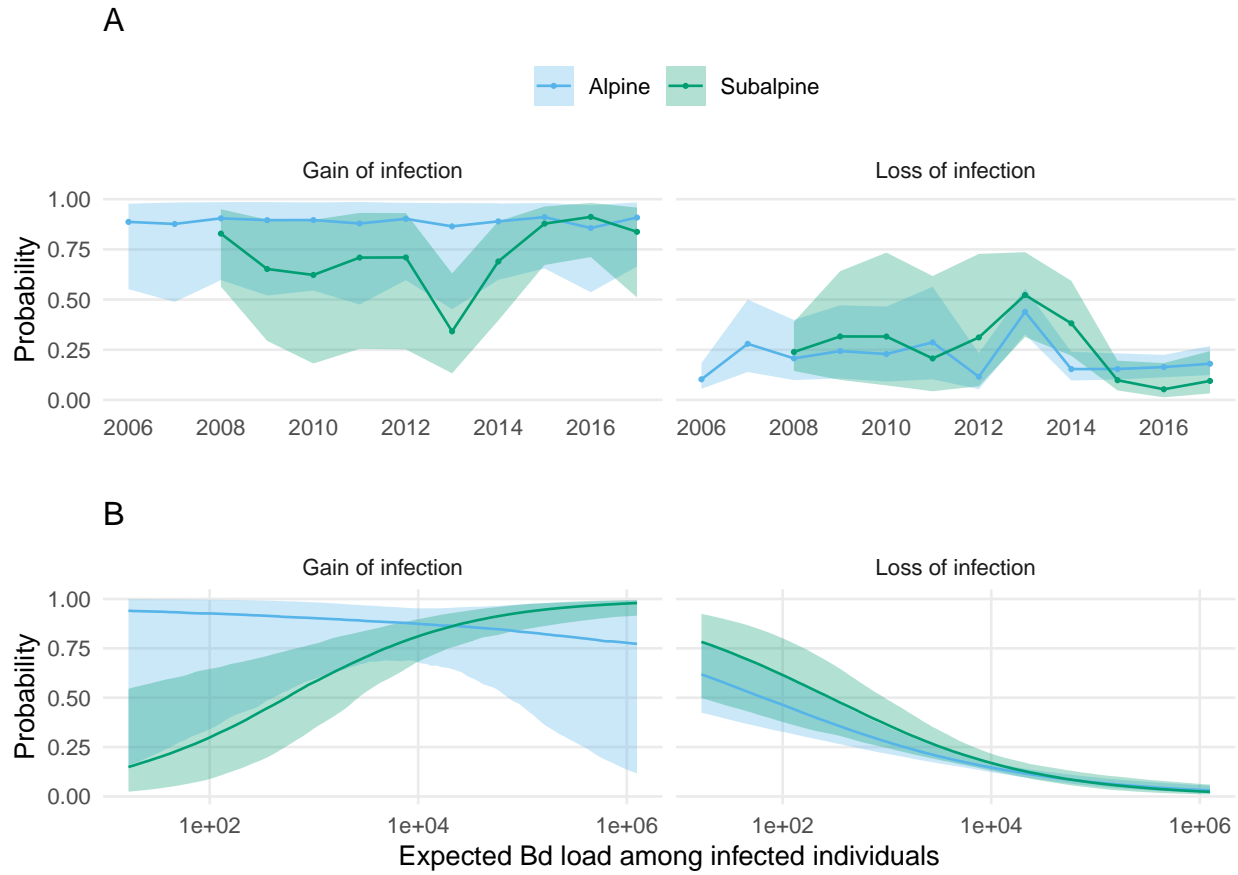 A
Alpine Subalpine
Gain of infection Loss of infection
Probability
1.00
0.75
0.50
0.25
0.00
2006 2008 2010 2012 2014 2016 2006 2008 2010 2012 2014 2016
B
Gain of infection Loss of infection
Probability
1.00
0.75
0.50
0.25
0.00
1e+02 1e+04 1e+06 1e+02 1e+04 1e+06
Expected Bd load among infected individuals